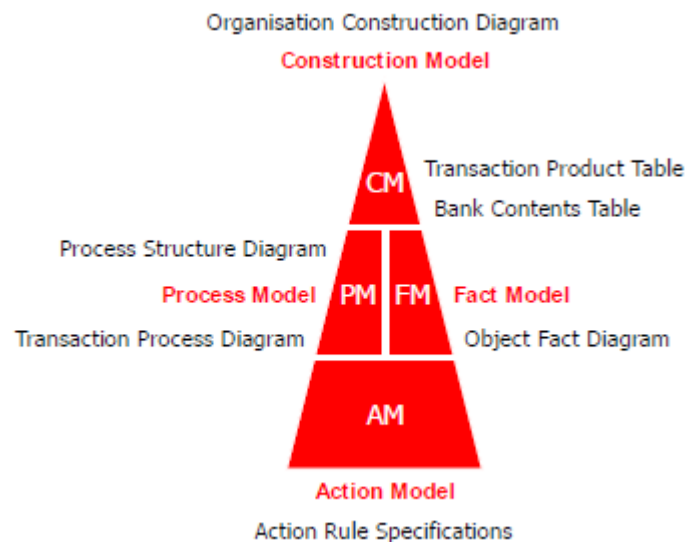 Organisation Construction Diagram
Construction Model
CM
Transaction Product Table
Bank Contents Table
Process Structure Diagram
Process Model
PM
FM
Fact Model
Transaction Process Diagram
Object Fact Diagram
AM
Action Model
Action Rule Specifications